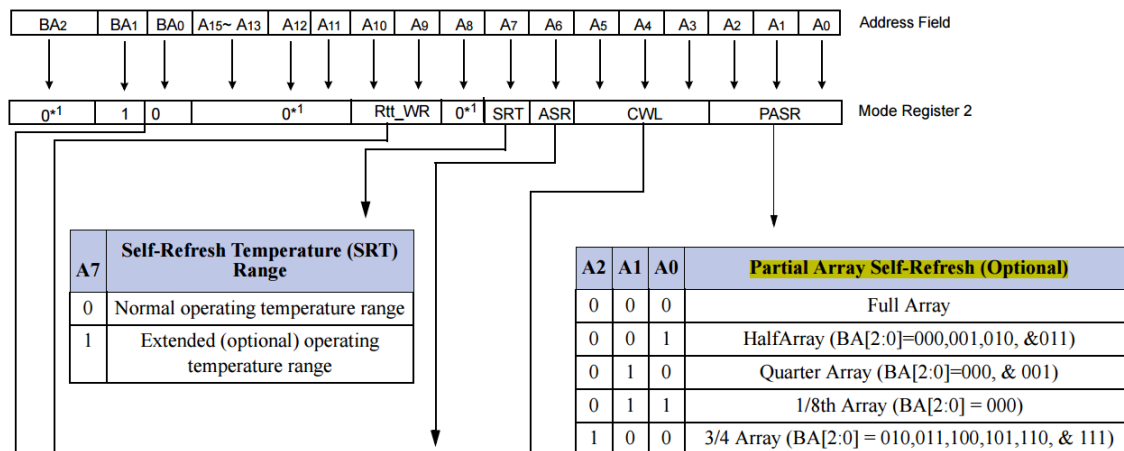 BA2 BA1 BA0 A15~ A13 A12 A11 A10 A9 A8 A7 A6 A5 A4 A3 A2 A1 A0 Address Field
0*1 1 0 0*1 Rtt_WR 0*1 SRT ASR CWL PASR Mode Register 2
A7 Self-Refresh Temperature (SRT)
Range
0 Normal operating temperature range
1 Extended (optional) operating
temperature range
A2 A1 A0 Partial Array Self-Refresh (Optional)
0 0 0 Full Array
0 0 1 HalfArray (BA[2:0]=000,001,010, &011)
0 1 0 Quarter Array (BA[2:0]=000, & 001)
0 1 1 1/8th Array (BA[2:0] = 000)
1 0 0 3/4 Array (BA[2:0] = 010,011,100,101,110, & 111)